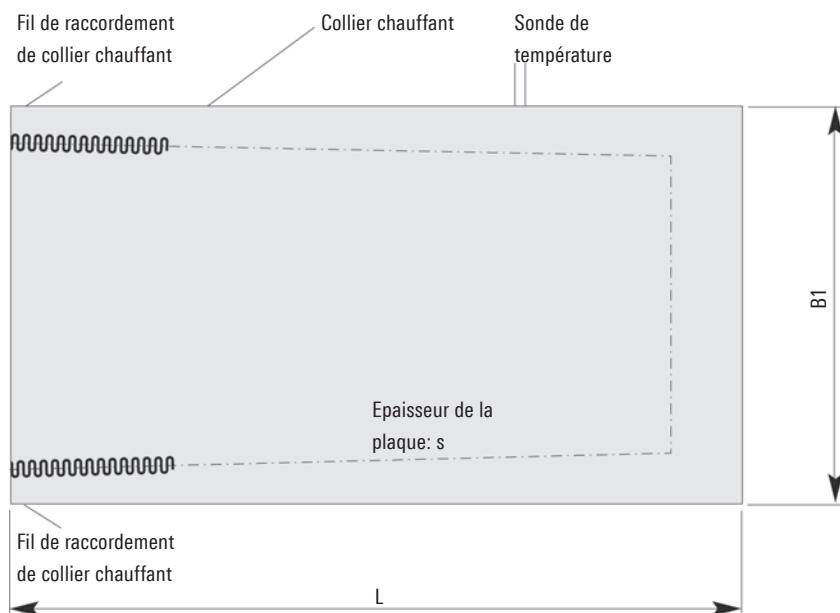 Fil de raccordement
de collier chauffant
Collier chauffant
Sonde de
température
B1
Epaisseur de la
plaque: s
Fil de raccordement
de collier chauffant
L